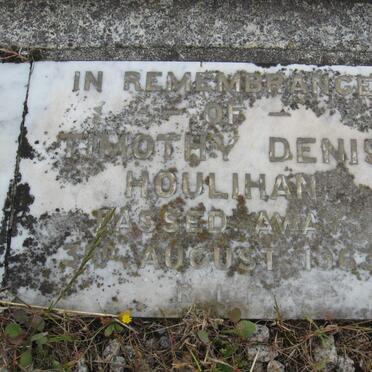 IN REMEMBRANCE
— OF —
TIMOTHY DENIS
HOULIHAN
PASSED AWAY
AUGUST